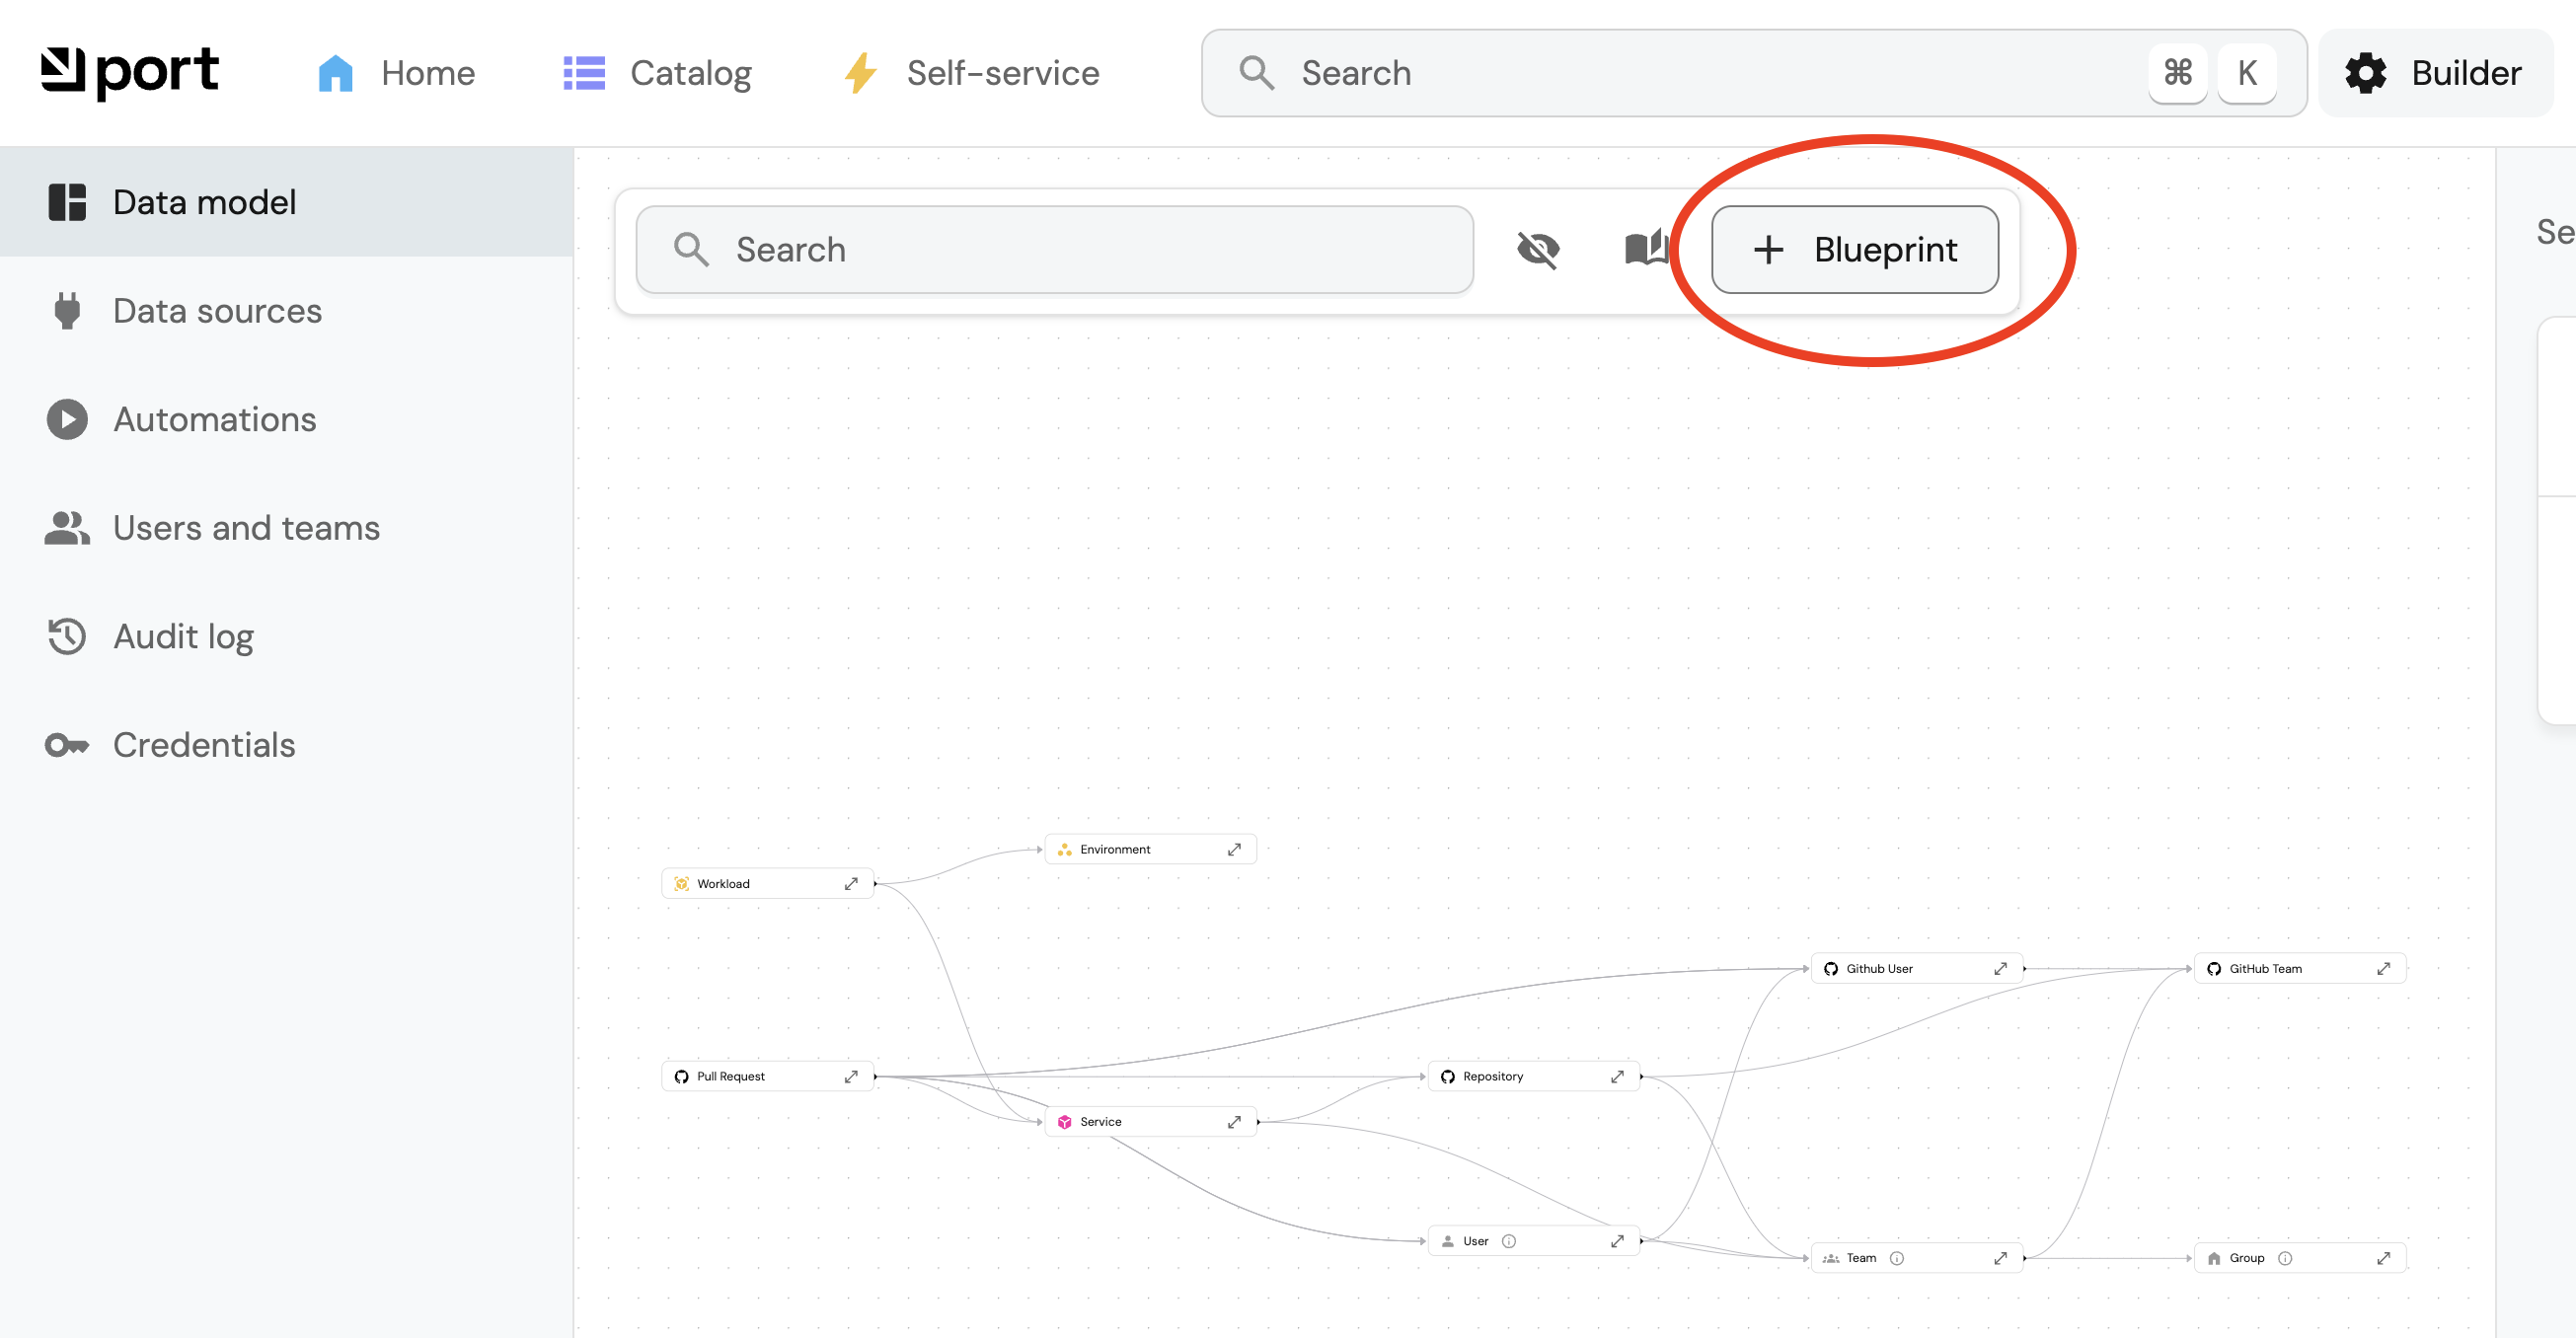 port
Home
Catalog
Self-service
Search
⌘ K
Builder
Data model
Data sources
Automations
Users and teams
Audit log
Credentials
Search
+ Blueprint
Se
Environment
Workload
Github User
GitHub Team
Pull Request
Repository
Service
User
Team
Group